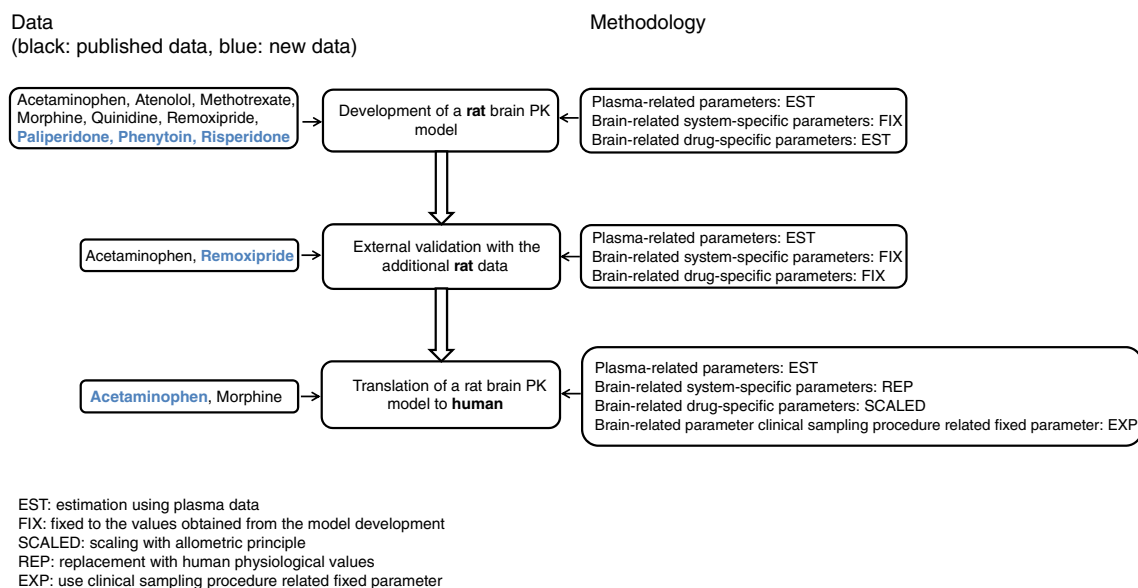 Data
(black: published data, blue: new data)
Methodology
Acetaminophen, Atenolol, Methotrexate,
Morphine, Quinidine, Remoxipride,
Paliperidone, Phenytoin, Risperidone
Development of a rat brain PK
model
Plasma-related parameters: EST
Brain-related system-specific parameters: FIX
Brain-related drug-specific parameters: EST
Acetaminophen, Remoxipride
External validation with the
additional rat data
Plasma-related parameters: EST
Brain-related system-specific parameters: FIX
Brain-related drug-specific parameters: FIX
Acetaminophen, Morphine
Translation of a rat brain PK
model to human
Plasma-related parameters: EST
Brain-related system-specific parameters: REP
Brain-related drug-specific parameters: SCALED
Brain-related parameter clinical sampling procedure related fixed parameter: EXP
EST: estimation using plasma data
FIX: fixed to the values obtained from the model development
SCALED: scaling with allometric principle
REP: replacement with human physiological values
EXP: use clinical sampling procedure related fixed parameter